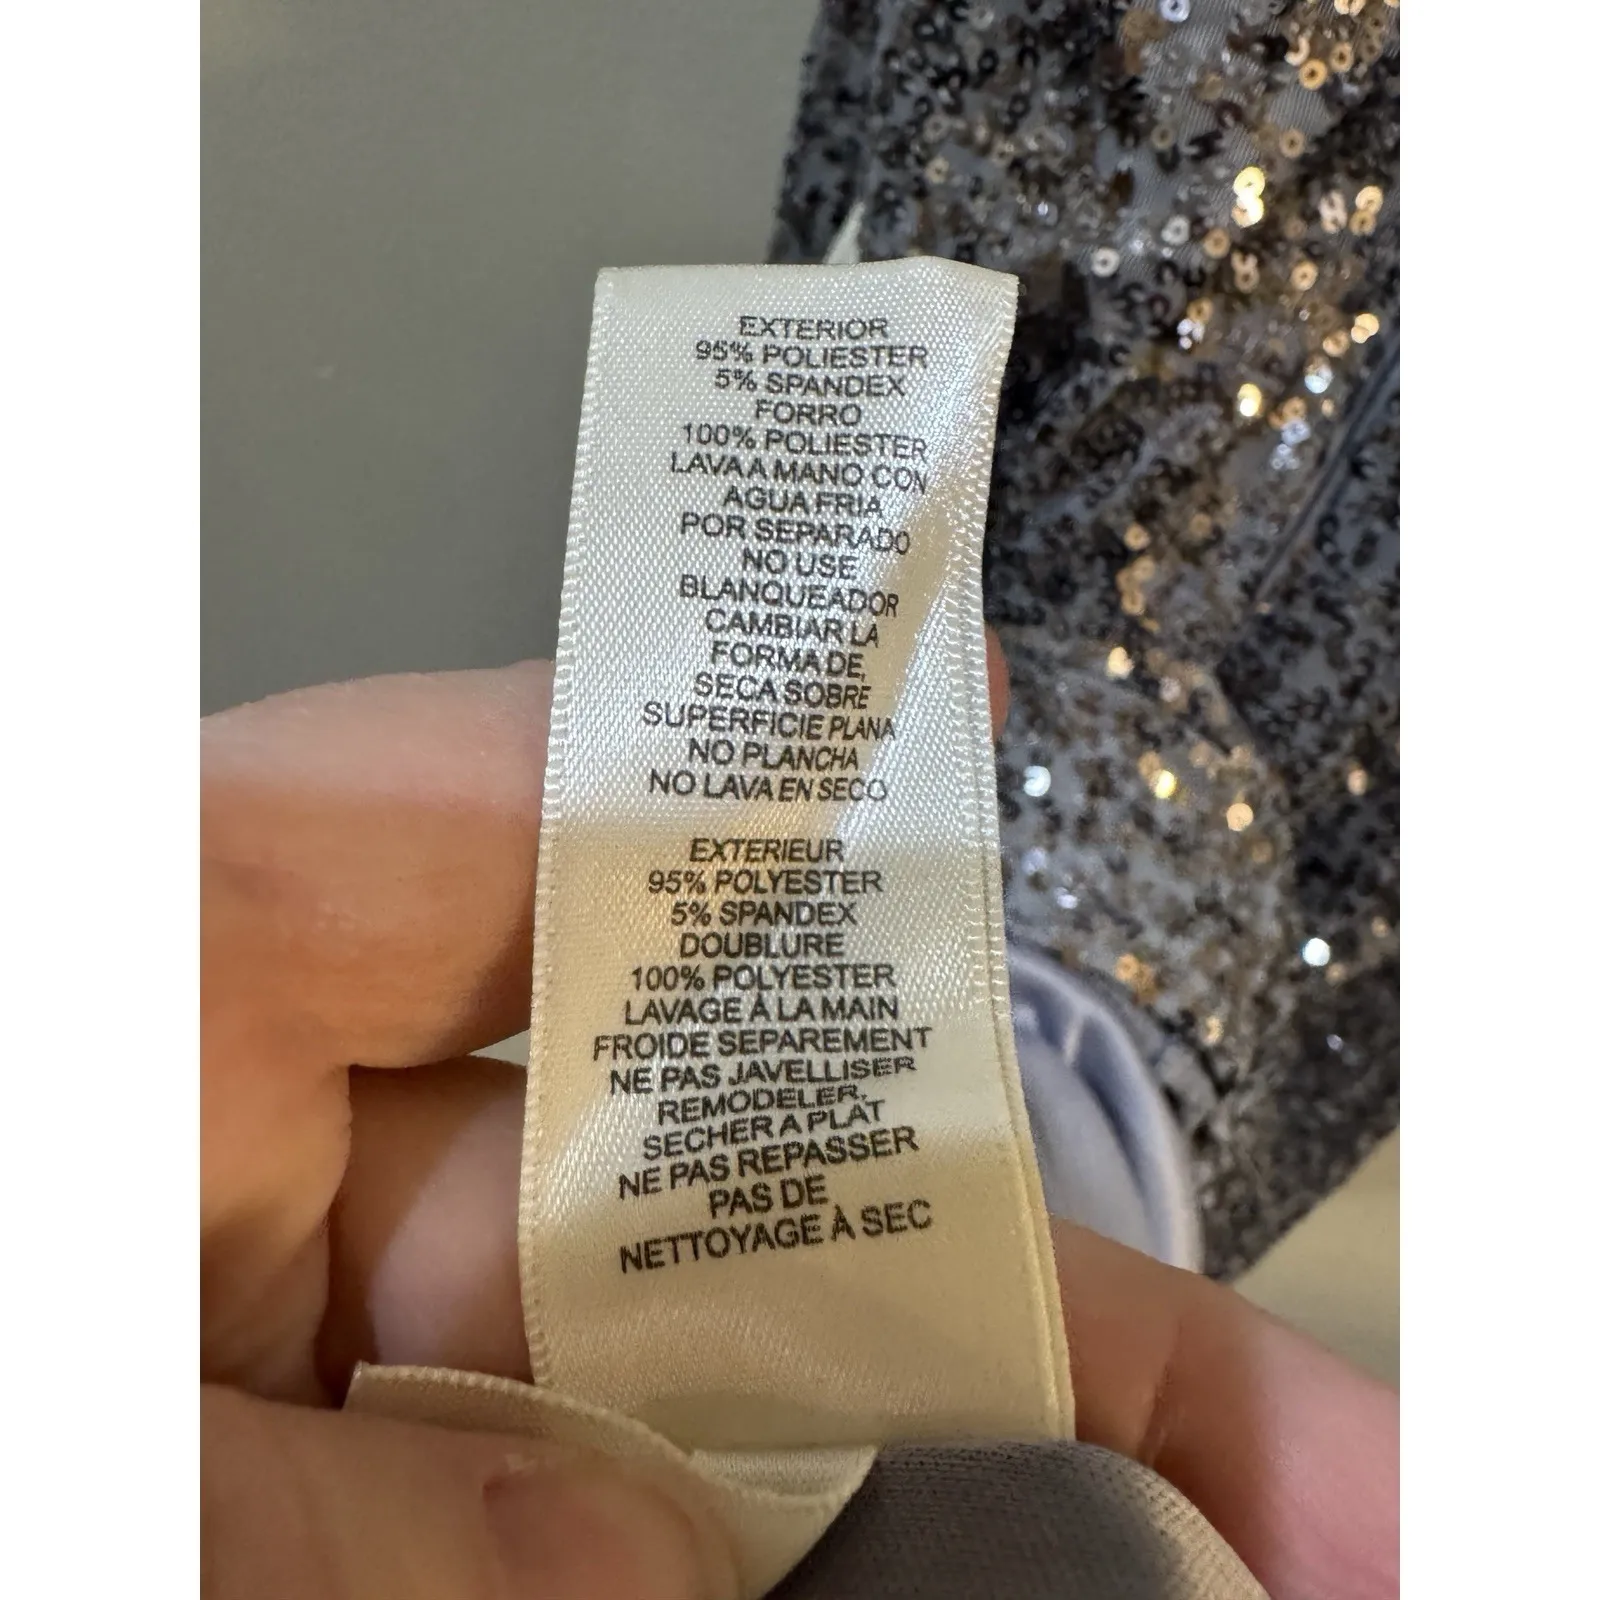 EXTERIOR
95% POLIESTER
5% SPANDEX
FORRO
100% POLIESTER
LAVA A MANO CON
AGUA FRIA
POR SEPARADO
NO USE
BLANQUEADOR
CAMBIAR LA
FORMA DE,
SECA SOBRE
SUPERFICIE PLANA
NO PLANCHA
NO LAVA EN SECO
EXTERIEUR
95% POLYESTER
5% SPANDEX
DOUBLURE
100% POLYESTER
LAVAGE À LA MAIN
FROIDE SEPAREMENT
NE PAS JAVELLISER
REMODELER,
SECHER A PLAT
NE PAS REPASSER
PAS DE
NETTOYAGE À SEC